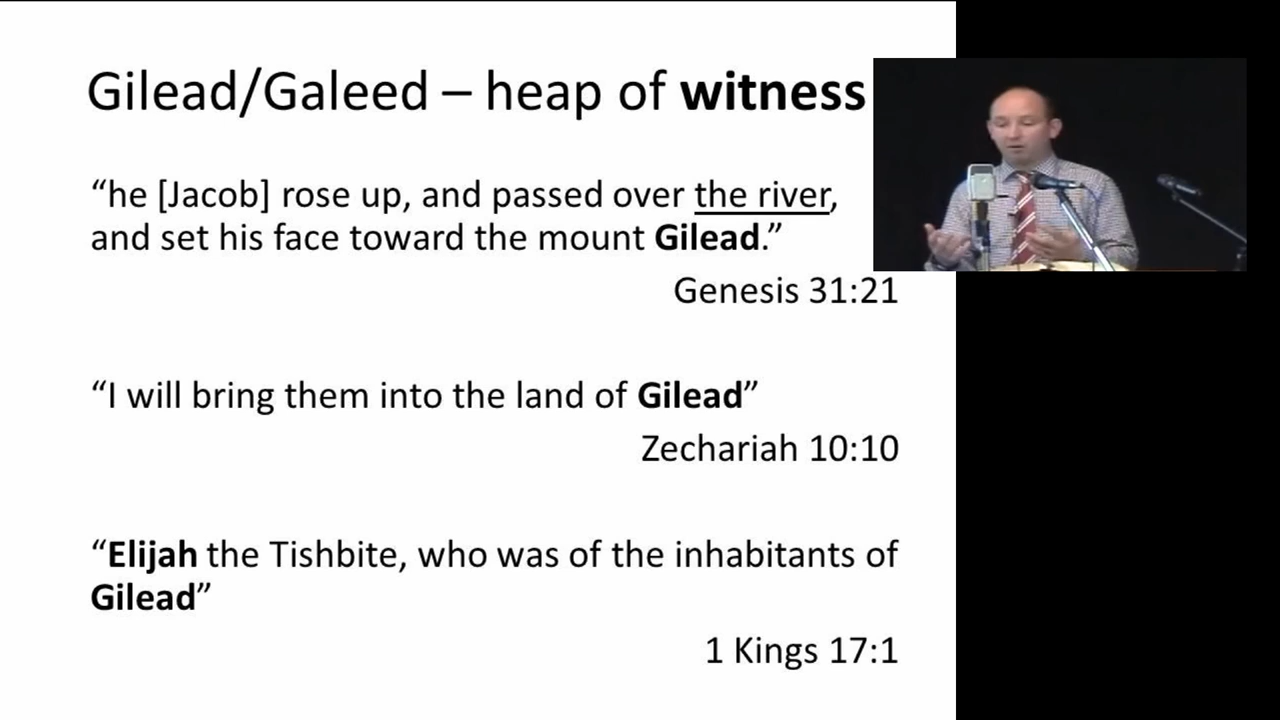 Gilead/Galeed – heap of witness
“he [Jacob] rose up, and passed over the river,
and set his face toward the mount Gilead.”
Genesis 31:21
“I will bring them into the land of Gilead”
Zechariah 10:10
“Elijah the Tishbite, who was of the inhabitants of
Gilead”
1 Kings 17:1